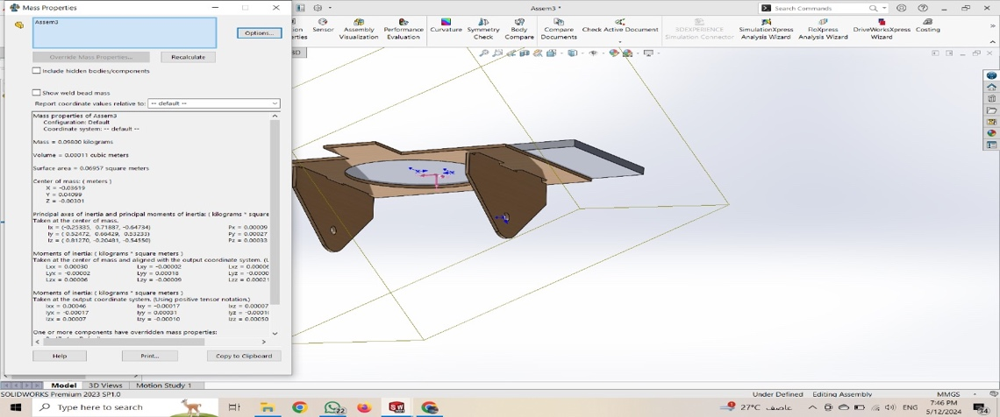 Mass Properties
Assem3 *
Search Commands
Assem3
Options...
Override Mass Properties...
Recalculate
Include hidden bodies/components
Show weld bead mass
Report coordinate values relative to: -- default --
Sensor
Assembly Visualization
Performance Evaluation
Curvature
Symmetry Check
Body Compare
Compare Documents
Check Active Document
3DEXPERIENCE Simulation Connector
SimulationXpress Analysis Wizard
FloXpress Analysis Wizard
DriveWorksXpress Wizard
Costing
Mass properties of Assem3
Configuration: Default
Coordinate system: -- default --
Mass = 0.09800 kilograms
Volume = 0.00011 cubic meters
Surface area = 0.06957 square meters
Center of mass: ( meters )
X = -0.03619
Y = 0.04099
Z = -0.00301
Principal axes of inertia and principal moments of inertia: ( kilograms * square
Taken at the center of mass.
Ix = (-0.25335, 0.71887, -0.64734) Px = 0.00009
Iy = ( 0.52472, 0.66429, 0.53233) Py = 0.00027
Iz = ( 0.81270, -0.20481, -0.54550) Pz = 0.00033
Moments of inertia: ( kilograms * square meters )
Taken at the center of mass and aligned with the output coordinate system. (L
Lxx = 0.00030 Lxy = -0.00002 Lxz = 0.00006
Lyx = -0.00002 Lyy = 0.00018 Lyz = -0.0000
Lzx = 0.00006 Lzy = -0.00009 Lzz = 0.00021
Moments of inertia: ( kilograms * square meters )
Taken at the output coordinate system. (Using positive tensor notation.)
Ixx = 0.00046 Ixy = -0.00017 Ixz = 0.00007
Iyx = -0.00017 Iyy = 0.00031 Iyz = -0.0001
Izx = 0.00007 Izy = -0.00010 Izz = 0.00050
One or more components have overridden mass properties:
Help
Print...
Copy to Clipboard
Model
3D Views
Motion Study 1
SOLIDWORKS Premium 2023 SP1.0
Under Defined
Editing Assembly
MMGS
Type here to search
22
27°C عاصف
ENG
7:46 PM
5/12/2024
34